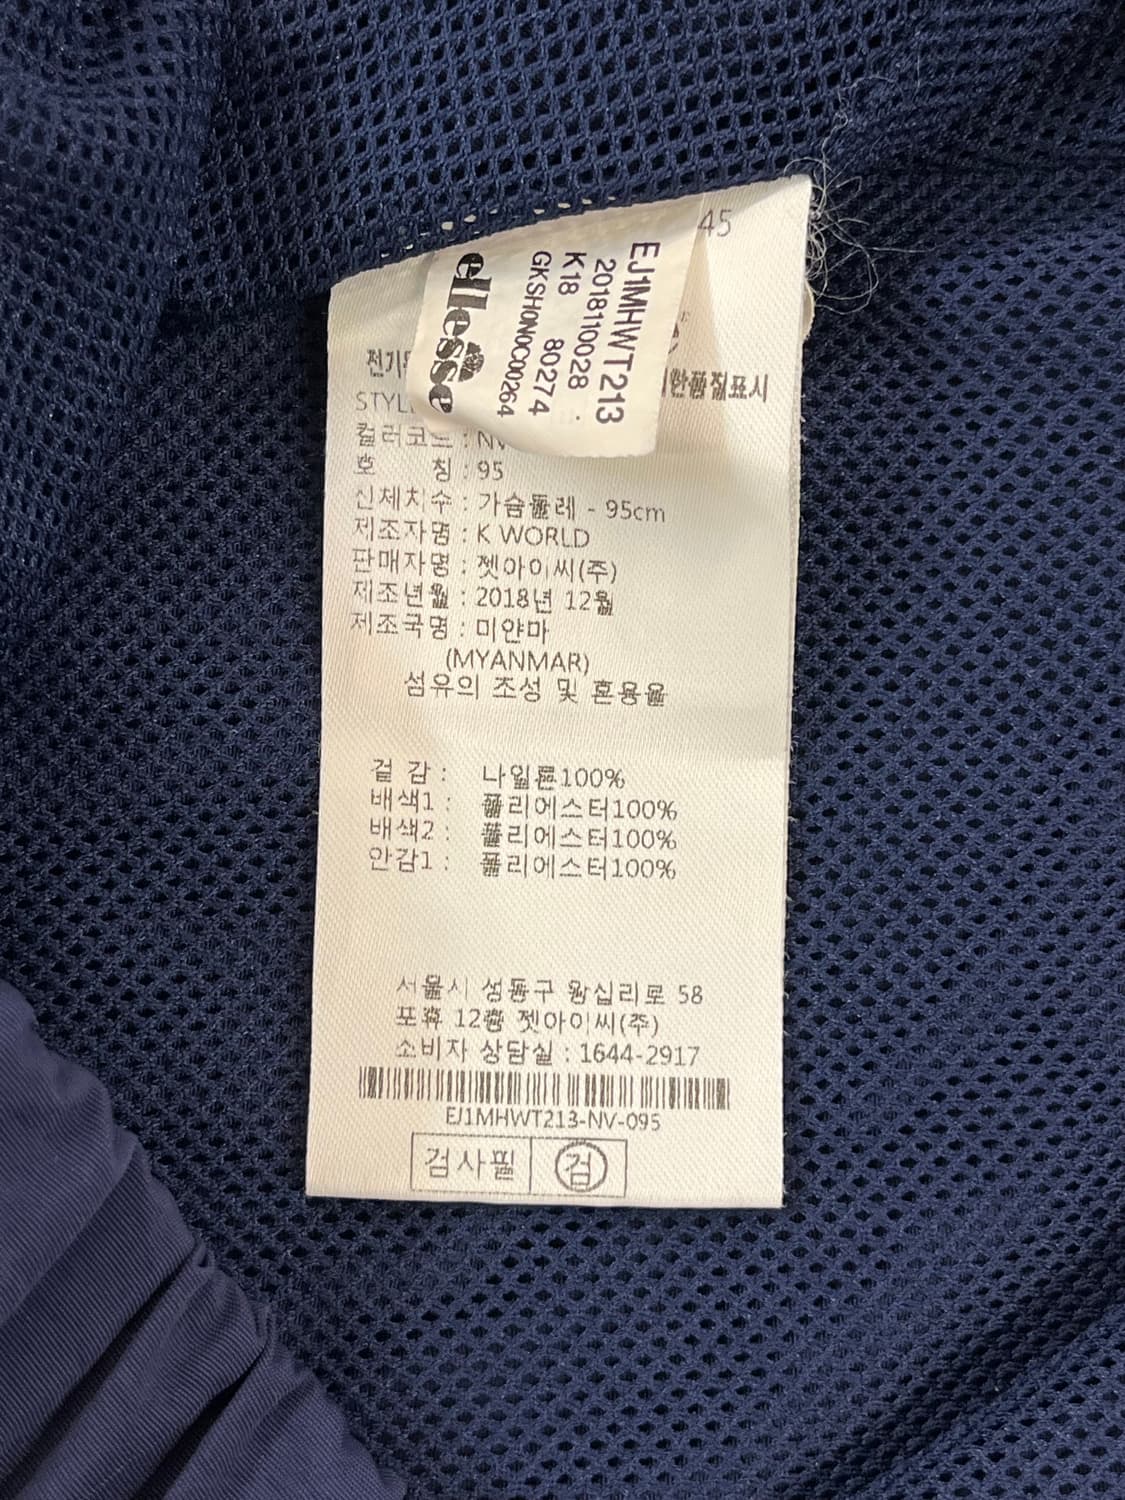 45
ellesse
EJ1MHWT213
2018110028 .
K18 80274
GKSH0N0C00264
컬러코드 : NV
호 칭 : 95
신체치수 : 가슴둘레 - 95cm
제조자명 : K WORLD
판매자명 : 젯아이씨(주)
제조년월 : 2018년 12월
제조국명 : 미얀마
(MYANMAR)
섬유의 조성 및 혼용율
겉 감 : 나일론100%
배색1 : 폴리에스터100%
배색2 : 폴리에스터100%
안감1 : 폴리에스터100%
서울시 성동구 왕십리로 58
포휴 12층 젯아이씨(주)
소비자 상담실 : 1644-2917
EJ1MHWT213-NV-095
검사필 검